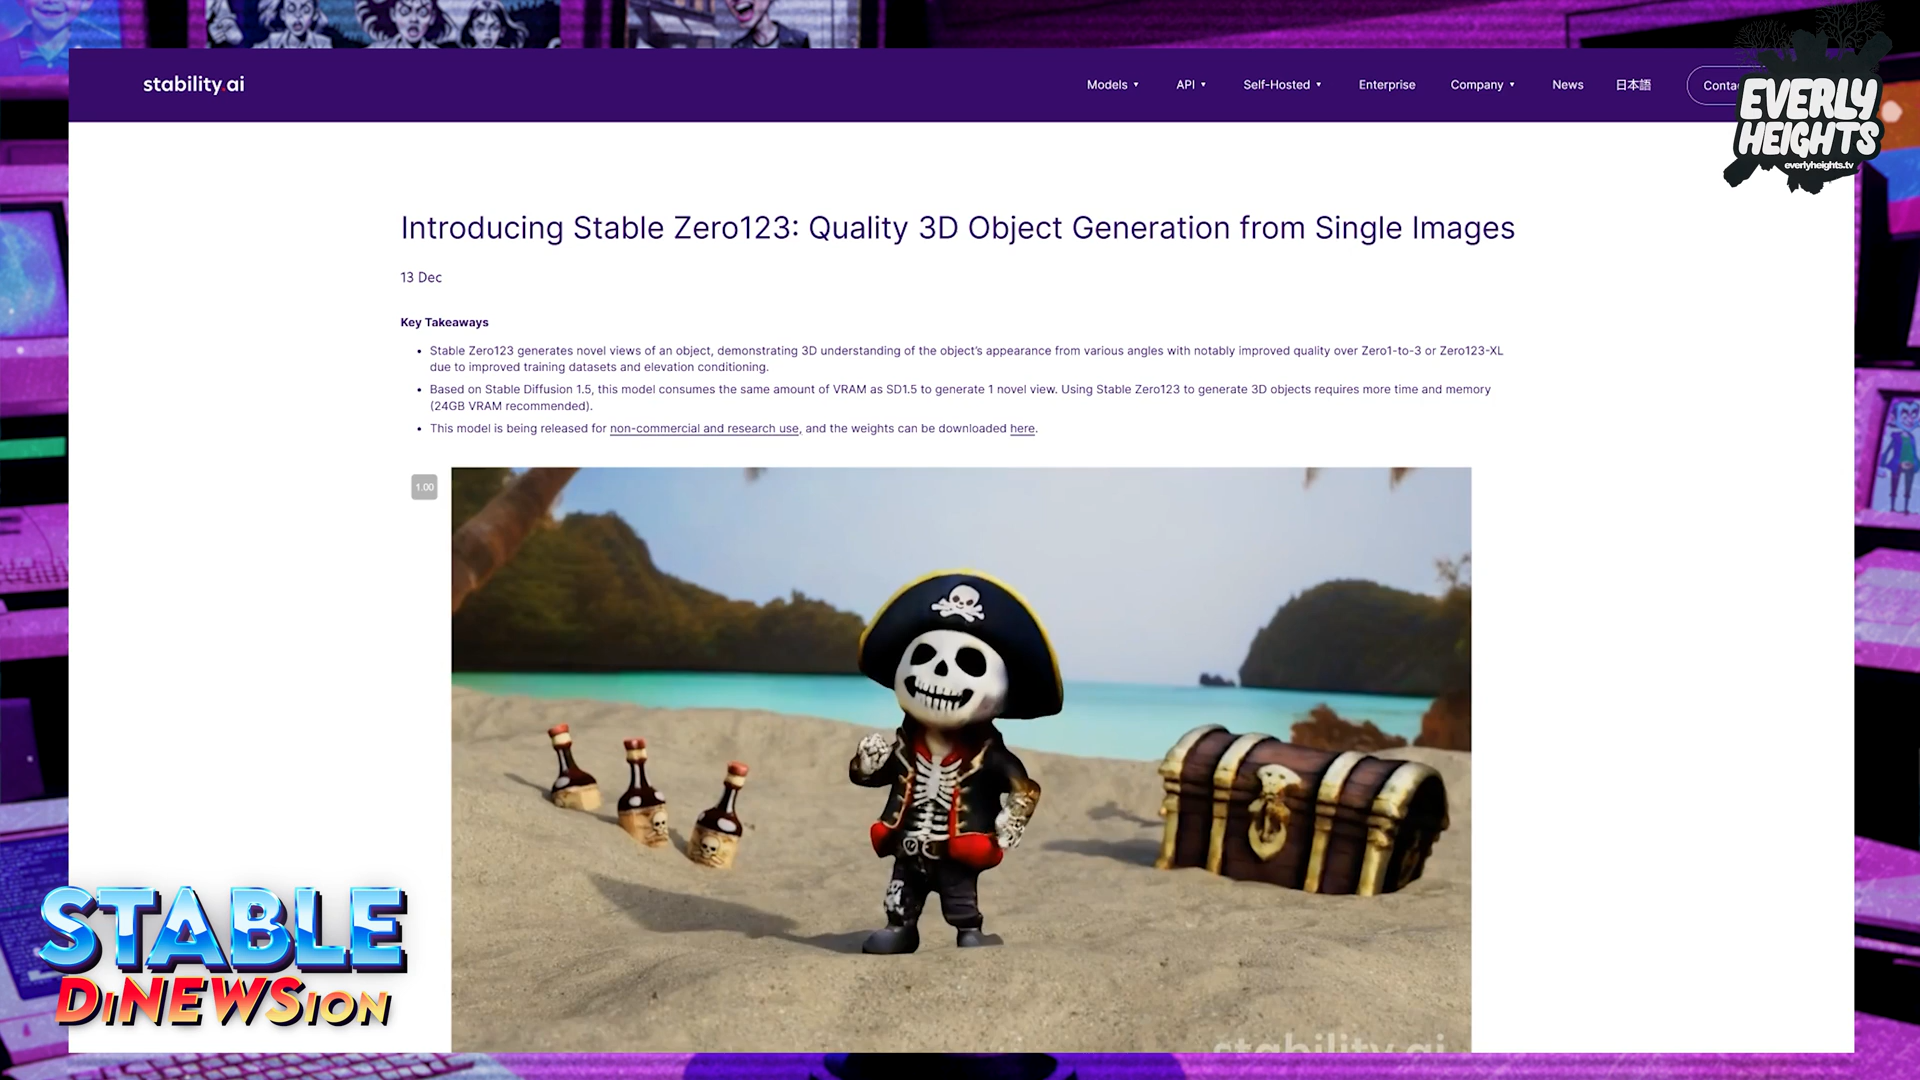 stability.ai
Models API Self-Hosted Enterprise Company News 日本語
EVERLY
HEIGHTS
everlyheights.tv
Introducing Stable Zero123: Quality 3D Object Generation from Single Images
13 Dec
Key Takeaways
Stable Zero123 generates novel views of an object, demonstrating 3D understanding of the object's appearance from various angles with notably improved quality over Zero1-to-3 or Zero123-XL
due to improved training datasets and elevation conditioning.
Based on Stable Diffusion 1.5, this model consumes the same amount of VRAM as SD1.5 to generate 1 novel view. Using Stable Zero123 to generate 3D objects requires more time and memory
(24GB VRAM recommended).
This model is being released for non-commercial and research use, and the weights can be downloaded here.
1.00
STABLE
DiNEWSion
stability.ai